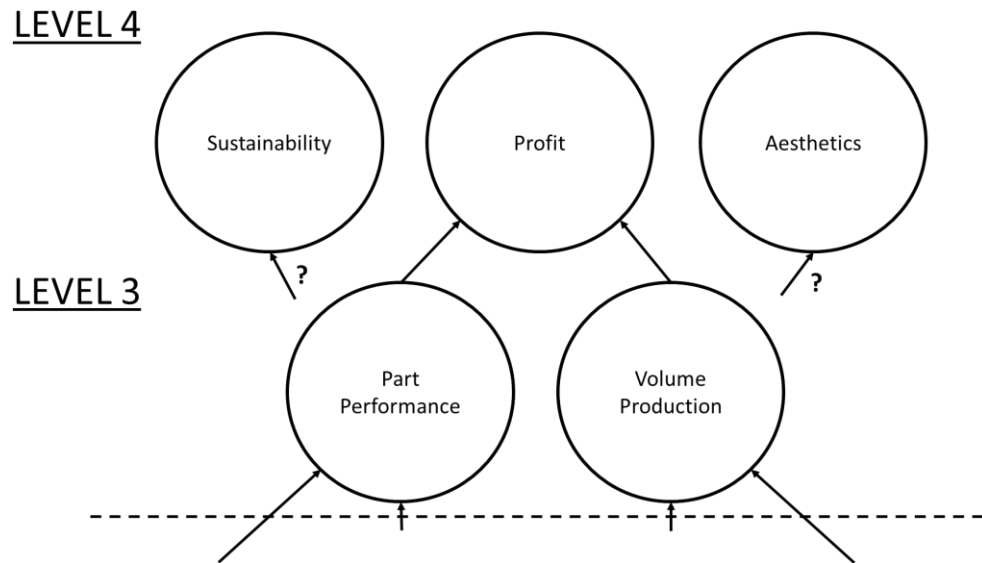 LEVEL 4
Sustainability
Profit
Aesthetics
?
?
LEVEL 3
Part
Performance
Volume
Production